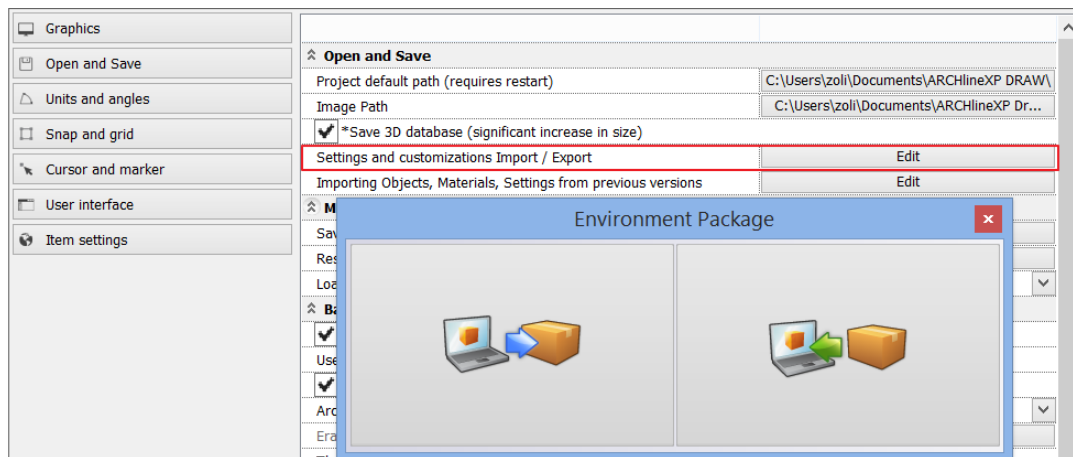 Graphics
Open and Save
Units and angles
Snap and grid
Cursor and marker
User interface
Item settings
Open and Save
Project default path (requires restart) C:\Users\zoli\Documents\ARCHlineXP DRAW\
Image Path C:\Users\zoli\Documents\ARCHlineXP Dr...
*Save 3D database (significant increase in size)
Settings and customizations Import / Export Edit
Importing Objects, Materials, Settings from previous versions Edit
Environment Package